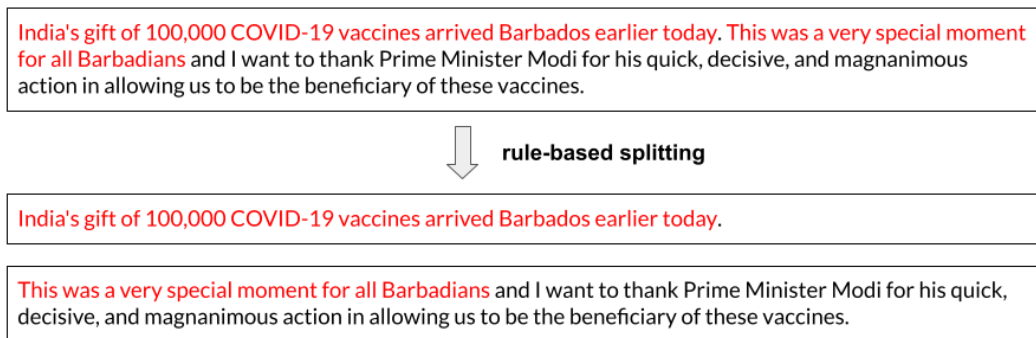 India's gift of 100,000 COVID-19 vaccines arrived Barbados earlier today. This was a very special moment
for all Barbadians and I want to thank Prime Minister Modi for his quick, decisive, and magnanimous
action in allowing us to be the beneficiary of these vaccines.
rule-based splitting
India's gift of 100,000 COVID-19 vaccines arrived Barbados earlier today.
This was a very special moment for all Barbadians and I want to thank Prime Minister Modi for his quick,
decisive, and magnanimous action in allowing us to be the beneficiary of these vaccines.